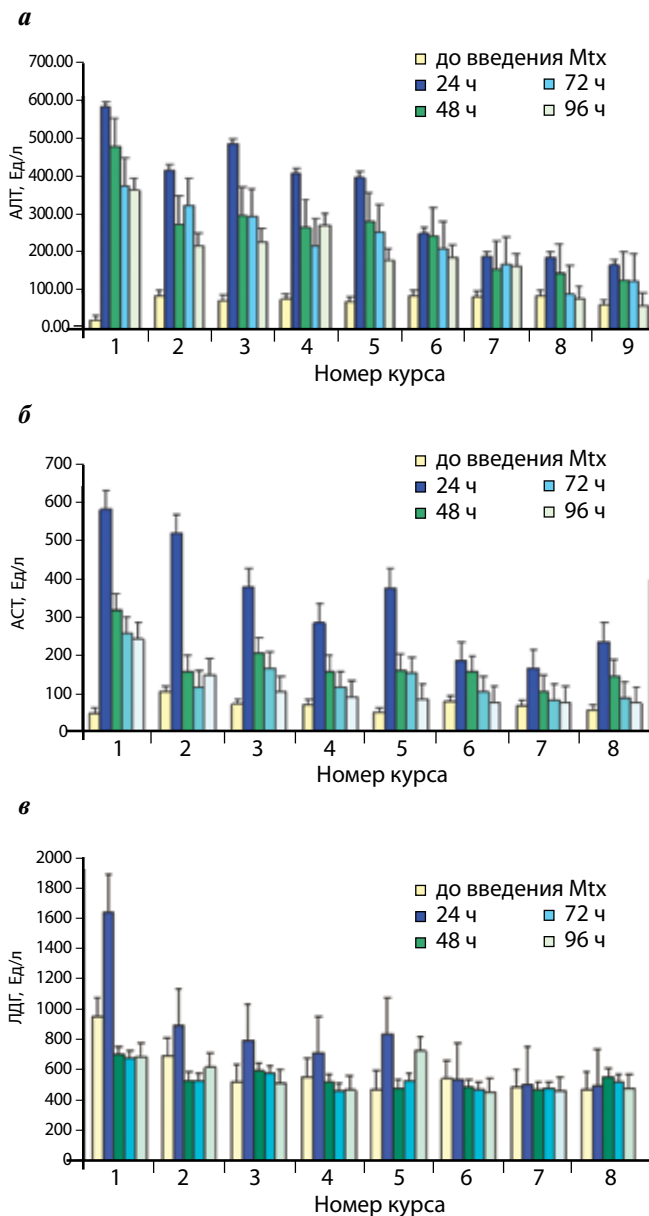 а
700.00
600.00
500.00
400.00
300.00
200.00
100.00
0.00
АЛТ, Ед/л
до введения Mtx
24 ч 72 ч
48 ч 96 ч
1 2 3 4 5 6 7 8 9
Номер курса
б
700
600
500
400
300
200
100
0
АСТ, Ед/л
до введения Mtx
24 ч 72 ч
48 ч 96 ч
1 2 3 4 5 6 7 8
Номер курса
в
2000
1800
1600
1400
1200
1000
800
600
400
200
0
ЛДГ, Ед/л
до введения Mtx
24 ч 72 ч
48 ч 96 ч
1 2 3 4 5 6 7 8
Номер курса